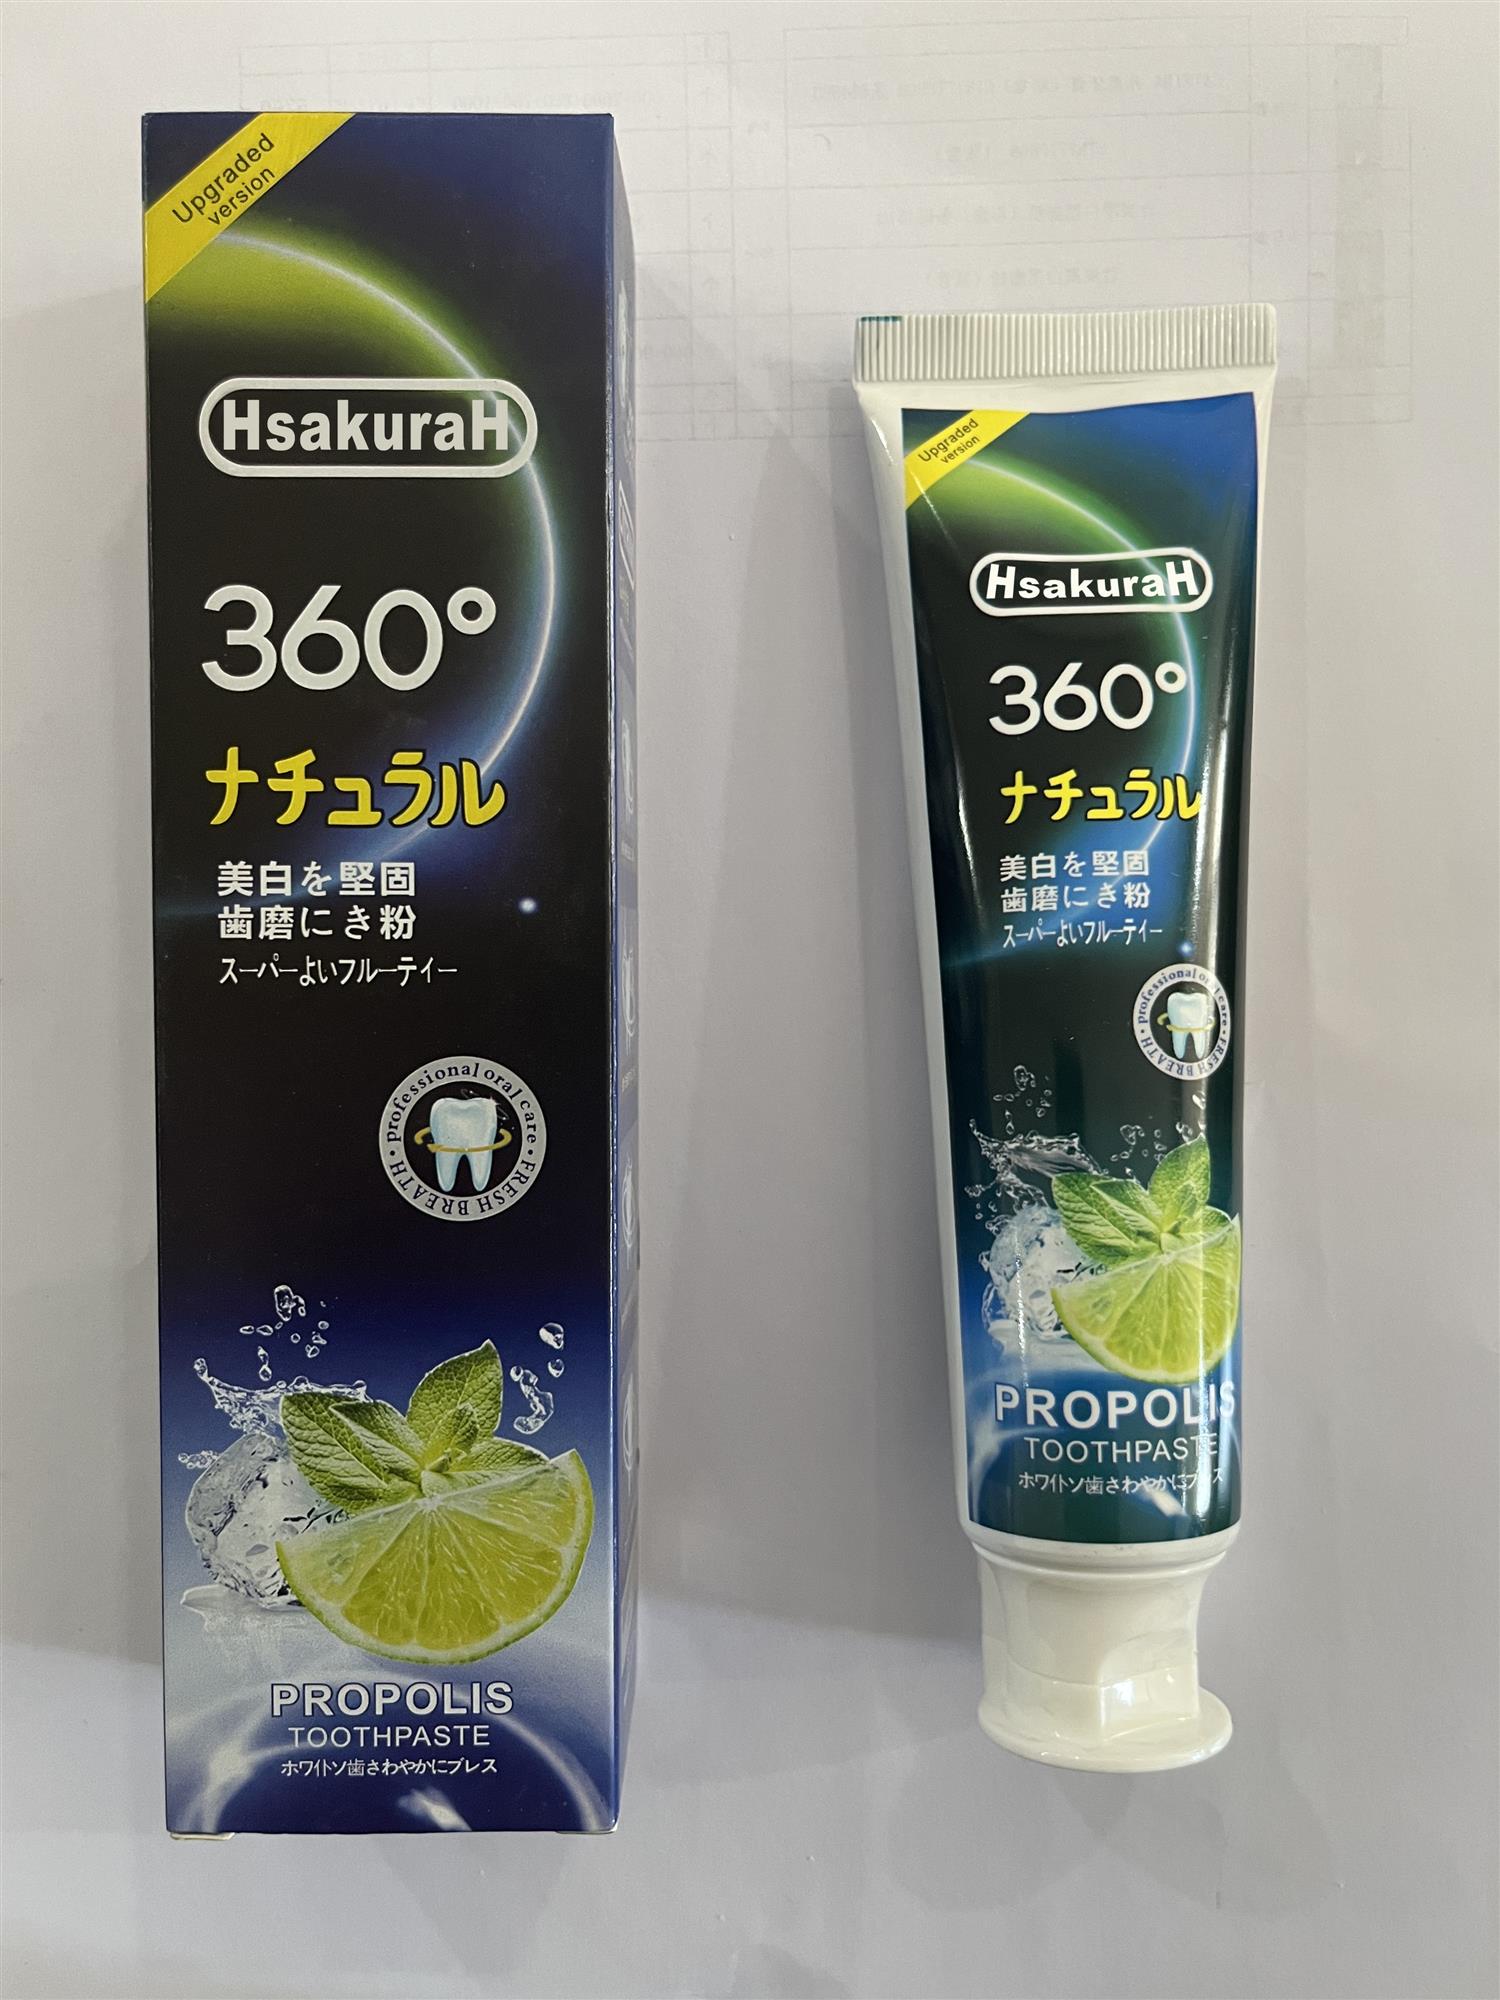 Upgraded
version
HsakuraH
360°
ナチュラル
美白を堅固
歯磨にき粉
スーパーよいフルーティー
professional oral care • FRESH BREATH •
PROPOLIS
TOOTHPASTE
ホワイトソ歯さわやかにブレス
Upgraded
version
HsakuraH
360°
ナチュラル
美白を堅固
歯磨にき粉
スーパーよいフルーティー
professional oral care • FRESH BREATH •
PROPOLIS
TOOTHPASTE
ホワイトソ歯さわやかにブレス